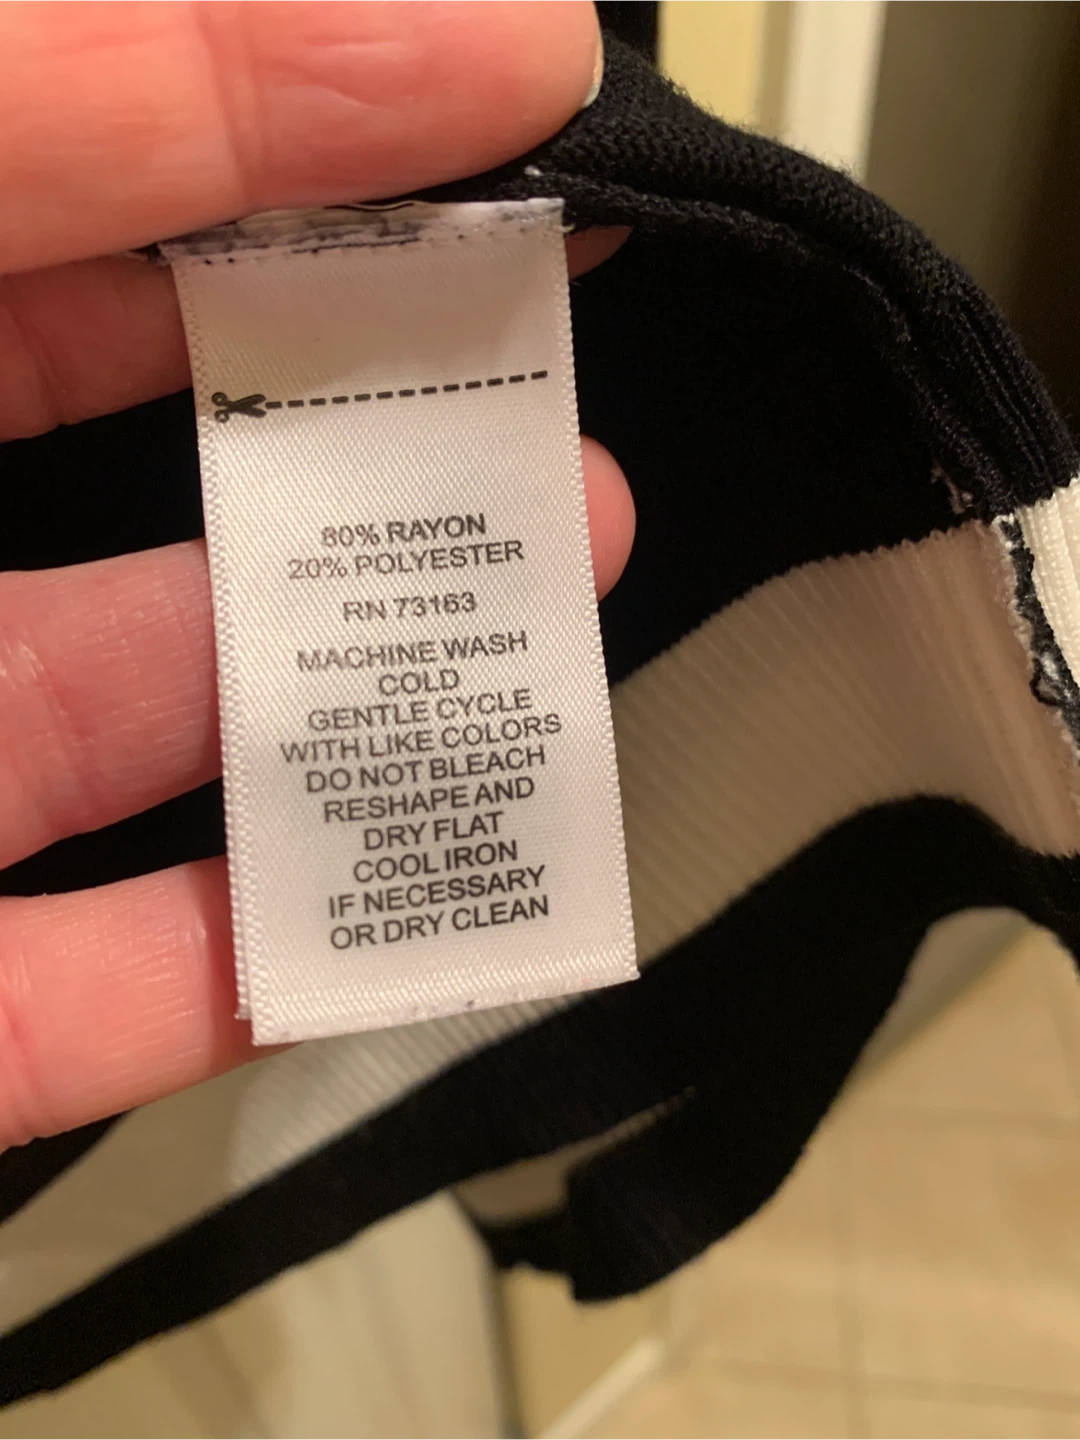 80% RAYON
20% POLYESTER
RN 73163
MACHINE WASH
COLD
GENTLE CYCLE
WITH LIKE COLORS
DO NOT BLEACH
RESHAPE AND
DRY FLAT
COOL IRON
IF NECESSARY
OR DRY CLEAN